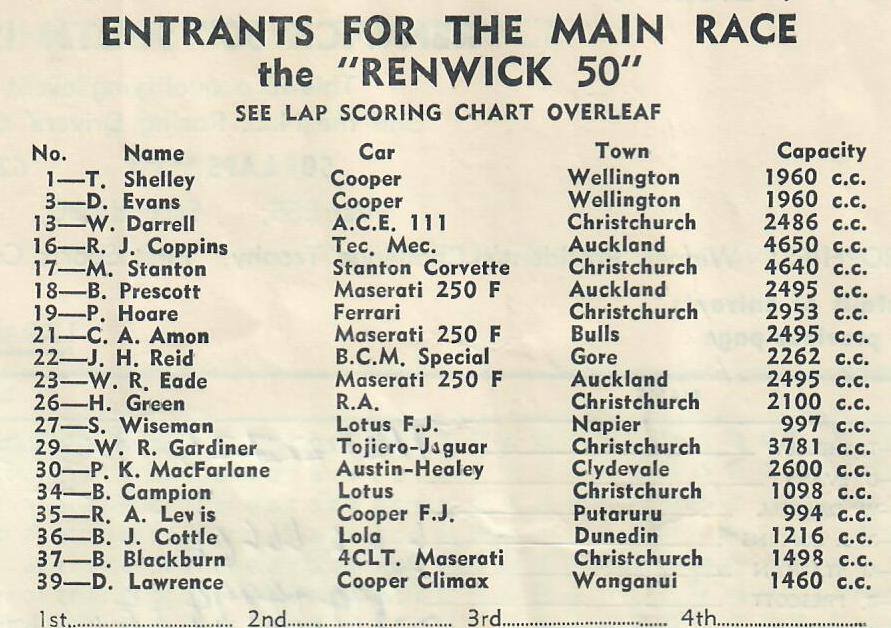 ENTRANTS FOR THE MAIN RACE
the "RENWICK 50"
SEE LAP SCORING CHART OVERLEAF
No. Name Car Town Capacity
1—T. Shelley Cooper Wellington 1960 c.c.
3—D. Evans Cooper Wellington 1960 c.c.
13—W. Darrell A.C.E. 111 Christchurch 2486 c.c.
16—R. J. Coppins Tec. Mec. Auckland 4650 c.c.
17—M. Stanton Stanton Corvette Christchurch 4640 c.c.
18—B. Prescott Maserati 250 F Auckland 2495 c.c.
19—P. Hoare Ferrari Christchurch 2953 c.c.
21—C. A. Amon Maserati 250 F Bulls 2495 c.c.
22—J. H. Reid B.C.M. Special Gore 2262 c.c.
23—W. R. Eade Maserati 250 F Auckland 2495 c.c.
26—H. Green R.A. Christchurch 2100 c.c.
27—S. Wiseman Lotus F.J. Napier 997 c.c.
29—W. R. Gardiner Tojiero-Jaguar Christchurch 3781 c.c.
30—P. K. MacFarlane Austin-Healey Clydevale 2600 c.c.
34—B. Campion Lotus Christchurch 1098 c.c.
35—R. A. Lewis Cooper F.J. Putaruru 994 c.c.
36—B. J. Cottle Lola Dunedin 1216 c.c.
37—B. Blackburn 4CLT. Maserati Christchurch 1498 c.c.
39—D. Lawrence Cooper Climax Wanganui 1460 c.c.
1st.............................. 2nd.............................. 3rd.............................. 4th..............................